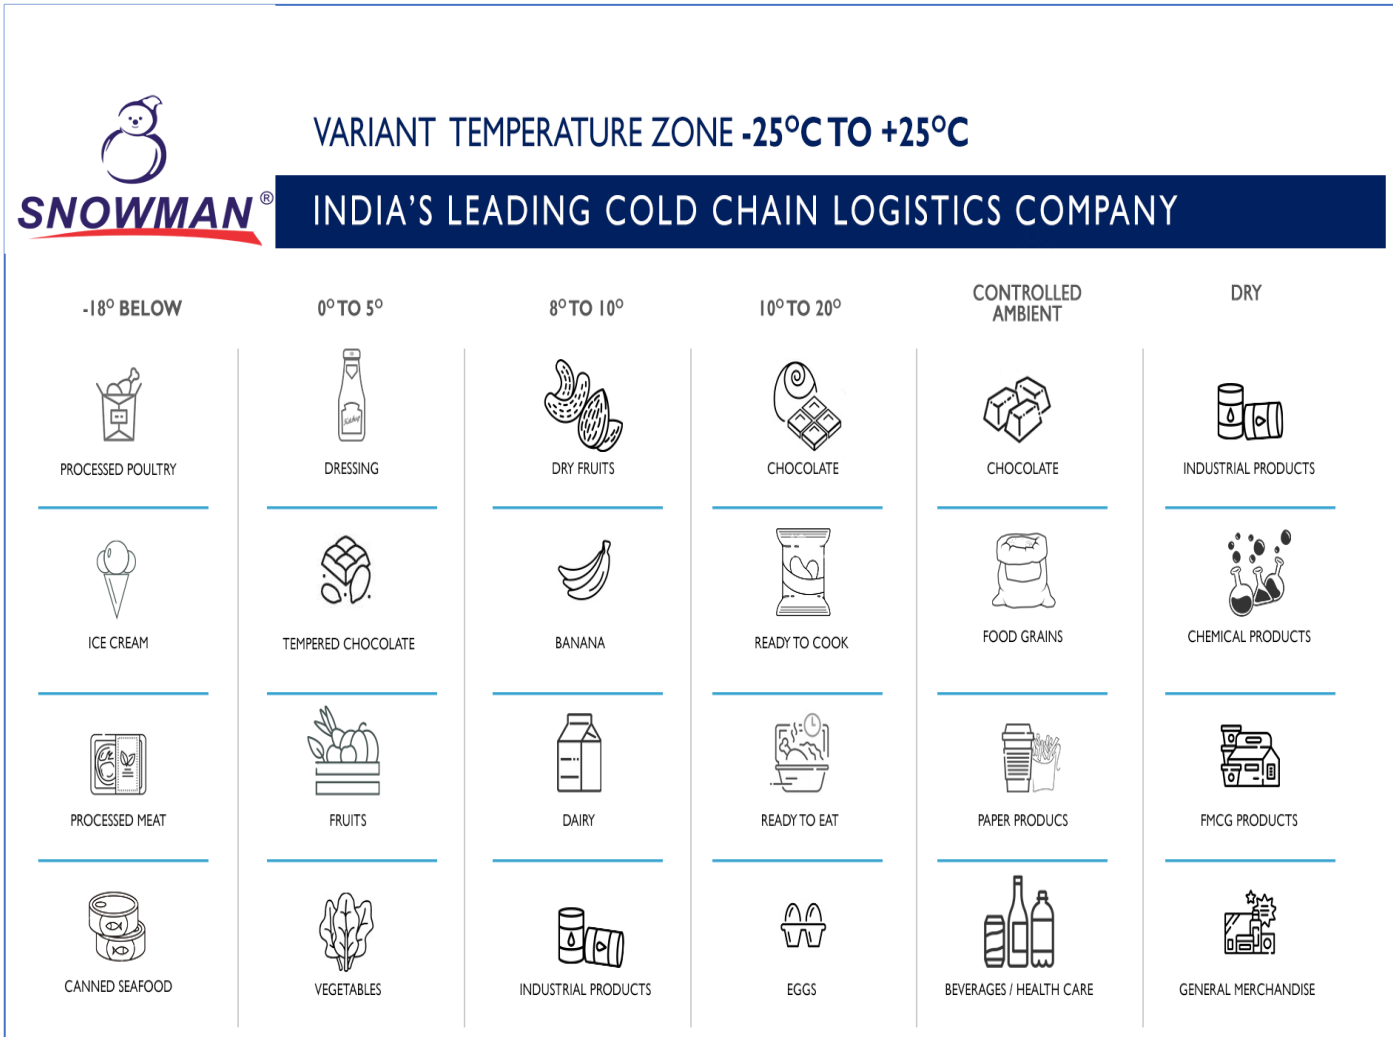 VARIANT TEMPERATURE ZONE -25°C TO +25°C
SNOWMAN®
INDIA'S LEADING COLD CHAIN LOGISTICS COMPANY
-18° BELOW
0° TO 5°
8° TO 10°
10° TO 20°
CONTROLLED
AMBIENT
DRY
PROCESSED POULTRY
Ketchup
DRESSING
DRY FRUITS
CHOCOLATE
CHOCOLATE
INDUSTRIAL PRODUCTS
ICE CREAM
TEMPERED CHOCOLATE
BANANA
READY TO COOK
FOOD GRAINS
CHEMICAL PRODUCTS
PROCESSED MEAT
FRUITS
DAIRY
READY TO EAT
PAPER PRODUCS
FMCG PRODUCTS
CANNED SEAFOOD
VEGETABLES
INDUSTRIAL PRODUCTS
EGGS
BEVERAGES / HEALTH CARE
GENERAL MERCHANDISE